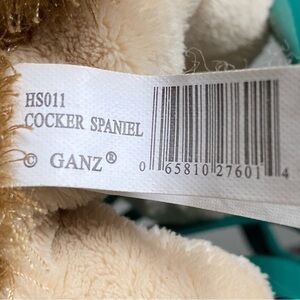 HS011
COCKER SPANIEL
© GANZ®
0 65810 27601 4